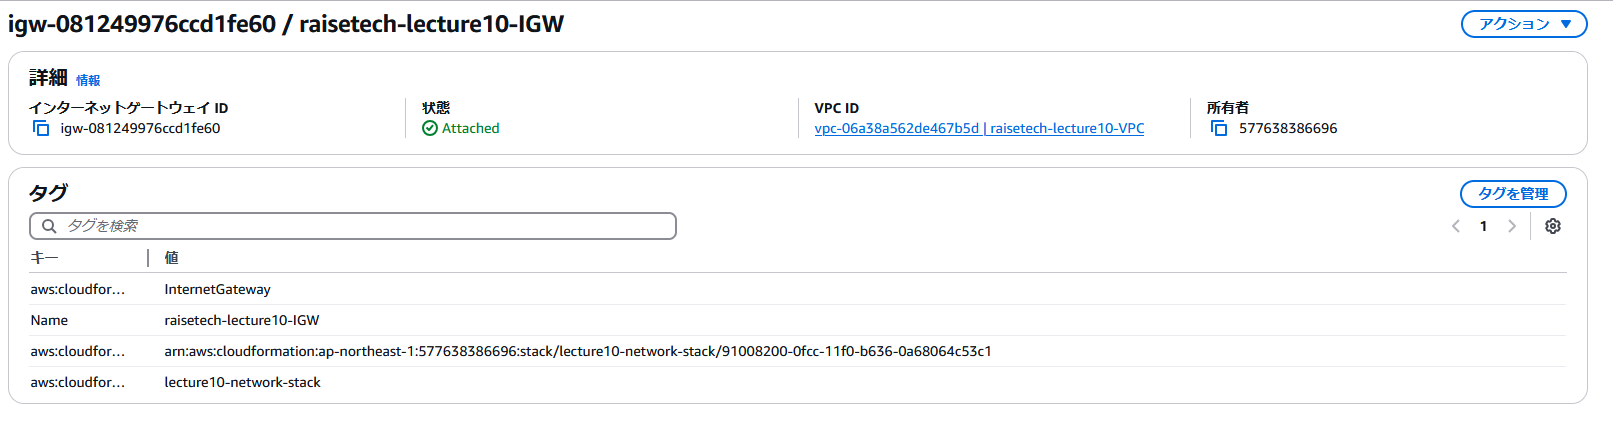 igw-081249976ccd1fe60 / raisetech-lecture10-IGW
アクション
詳細 情報
インターネットゲートウェイ ID
igw-081249976ccd1fe60
状態
Attached
VPC ID
vpc-06a38a562de467b5d | raisetech-lecture10-VPC
所有者
577638386696
タグ
タグを管理
タグを検索
1
キー 値
aws:cloudfor... InternetGateway
Name raisetech-lecture10-IGW
aws:cloudfor... arn:aws:cloudformation:ap-northeast-1:577638386696:stack/lecture10-network-stack/91008200-0fcc-11f0-b636-0a68064c53c1
aws:cloudfor... lecture10-network-stack